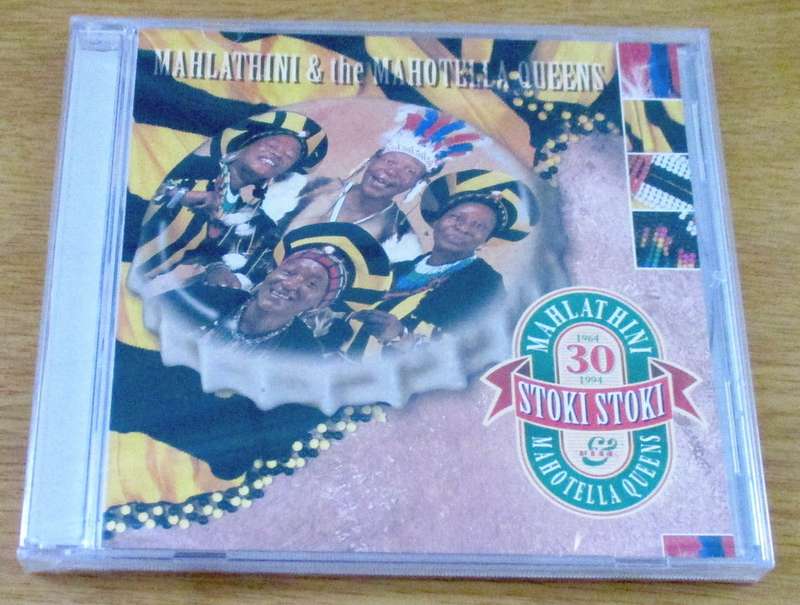 MAHLATHINI & the MAHOTELLA QUEENS
MAHLATHINI
1964
30
1994
STOKI STOKI
&
MAHOTELLA QUEENS